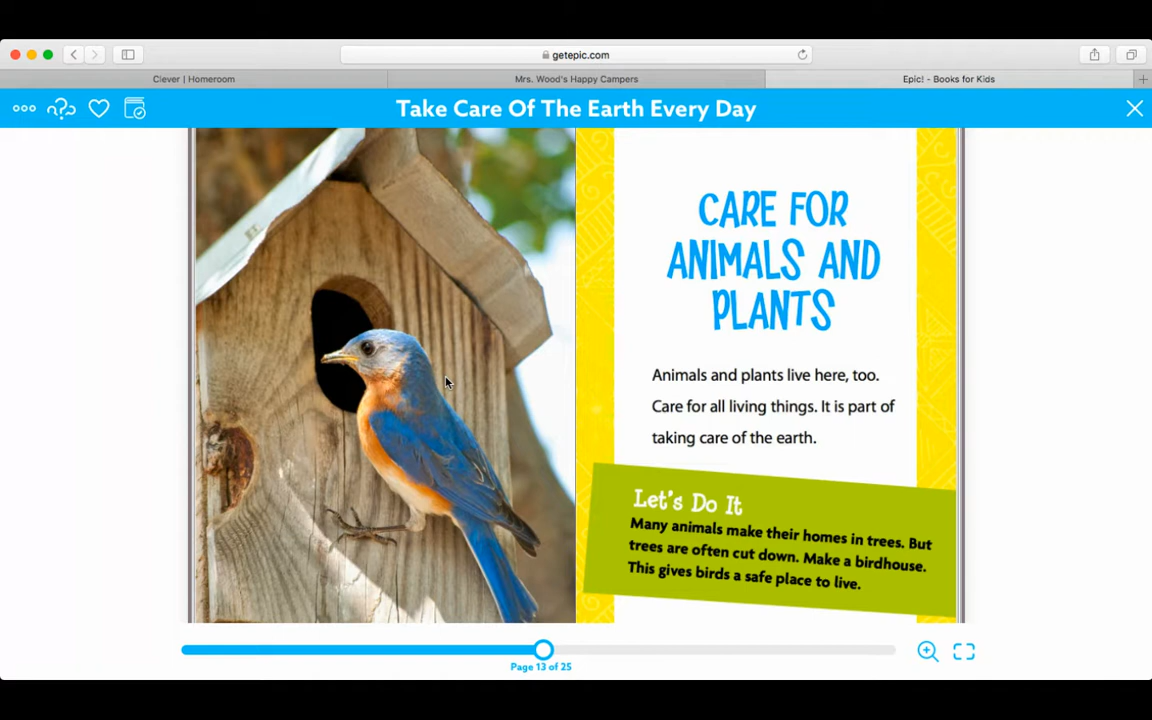 getepic.com
Clever | Homeroom
Mrs. Wood's Happy Campers
Epic! - Books for Kids
Take Care Of The Earth Every Day
CARE FOR
ANIMALS AND
PLANTS
Animals and plants live here, too.
Care for all living things. It is part of
taking care of the earth.
Let's Do It
Many animals make their homes in trees. But
trees are often cut down. Make a birdhouse.
This gives birds a safe place to live.
Page 13 of 25